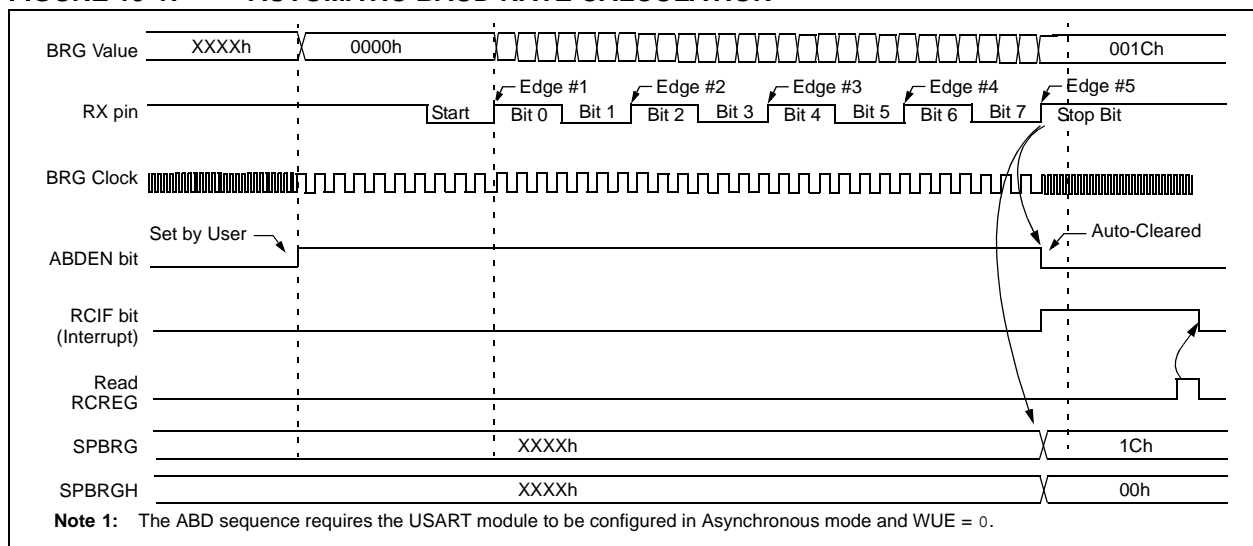 BRG Value XXXXh 0000h 001Ch
Edge #1 Edge #2 Edge #3 Edge #4 Edge #5
RX pin Start Bit 0 Bit 1 Bit 2 Bit 3 Bit 4 Bit 5 Bit 6 Bit 7 Stop Bit
BRG Clock
Set by User Auto-Cleared
ABDEN bit
RCIF bit
(Interrupt)
Read
RCREG
SPBRG XXXXh 1Ch
SPBRGH XXXXh 00h
Note 1: The ABD sequence requires the USART module to be configured in Asynchronous mode and WUE = 0.